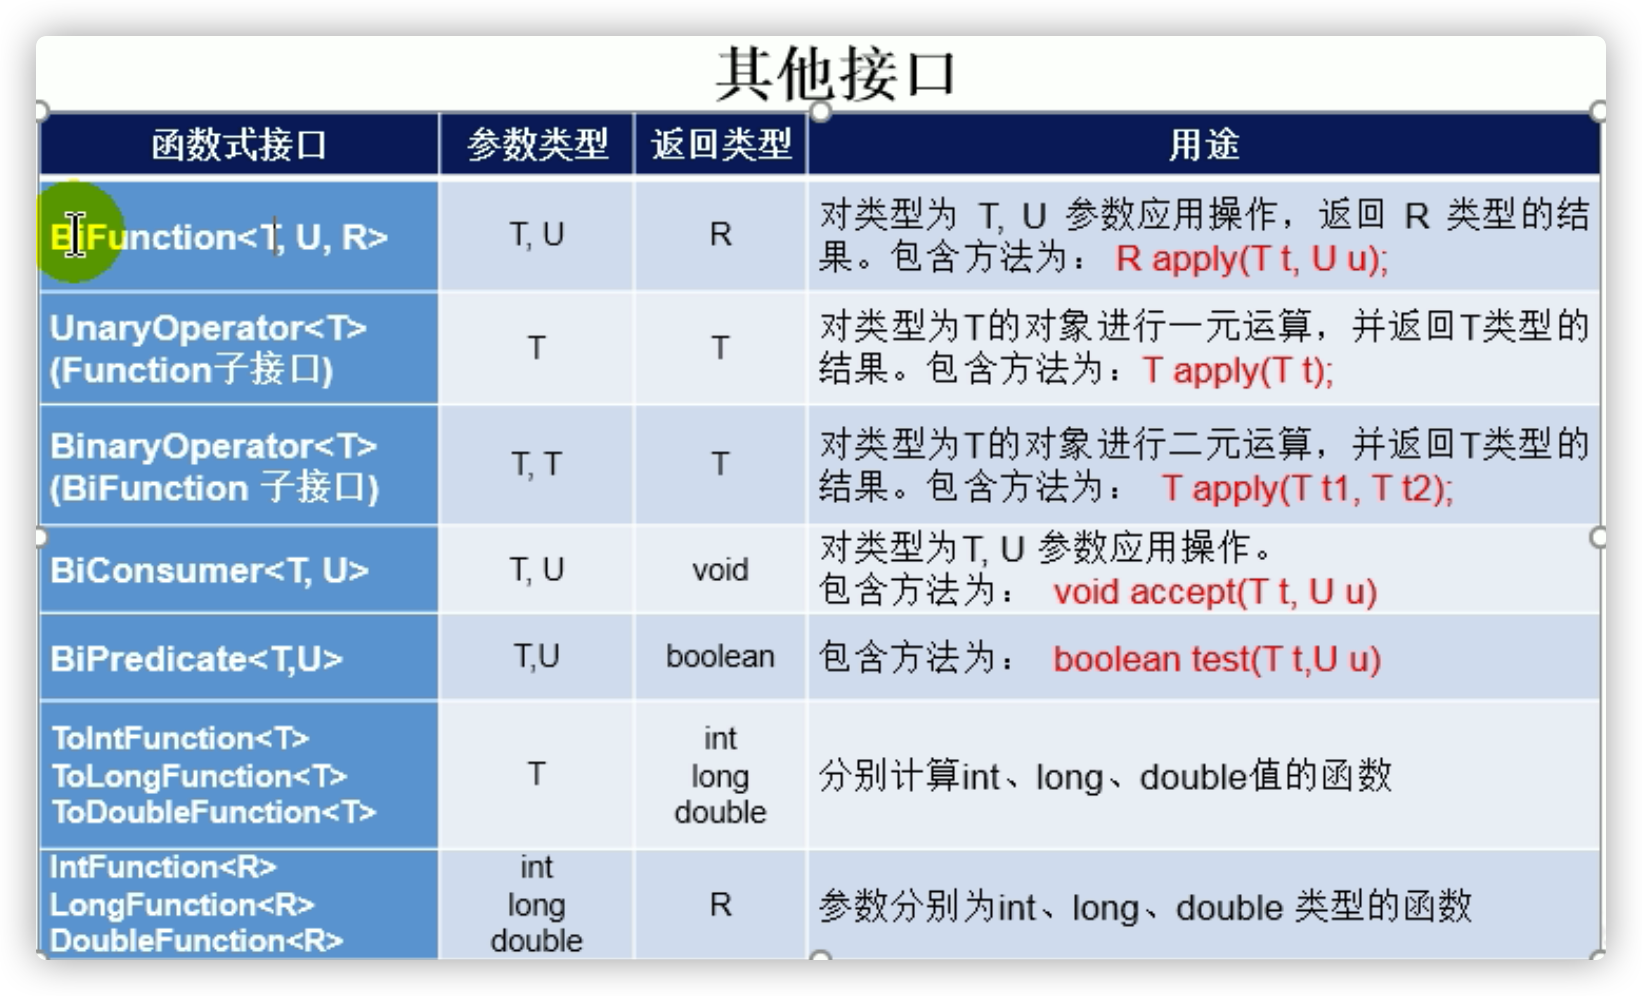 其他接口
函数式接口 参数类型 返回类型 用途
BiFunction<T, U, R> T, U R 对类型为 T, U 参数应用操作，返回 R 类型的结
果。包含方法为： R apply(T t, U u);
UnaryOperator<T>
(Function子接口) T T 对类型为T的对象进行一元运算，并返回T类型的
结果。包含方法为：T apply(T t);
BinaryOperator<T>
(BiFunction 子接口) T, T T 对类型为T的对象进行二元运算，并返回T类型的
结果。包含方法为： T apply(T t1, T t2);
BiConsumer<T, U> T, U void 对类型为T, U 参数应用操作。
包含方法为： void accept(T t, U u)
BiPredicate<T,U> T,U boolean 包含方法为： boolean test(T t,U u)
ToIntFunction<T>
ToLongFunction<T>
ToDoubleFunction<T> T int
long
double 分别计算int、long、double值的函数
IntFunction<R>
LongFunction<R>
DoubleFunction<R> int
long
double R 参数分别为int、long、double 类型的函数